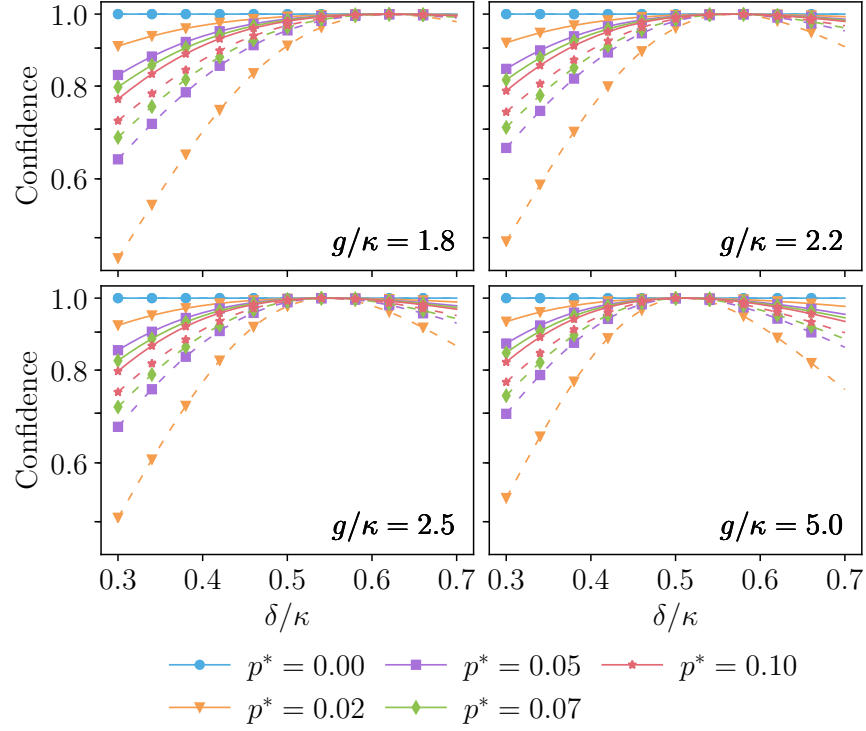 1.0
0.8
0.6
Confidence
g/κ = 1.8
g/κ = 2.2
1.0
0.8
0.6
Confidence
g/κ = 2.5
g/κ = 5.0
0.3 0.4 0.5 0.6 0.7
0.3 0.4 0.5 0.6 0.7
δ/κ
δ/κ
p* = 0.00 p* = 0.05 p* = 0.10
p* = 0.02 p* = 0.07